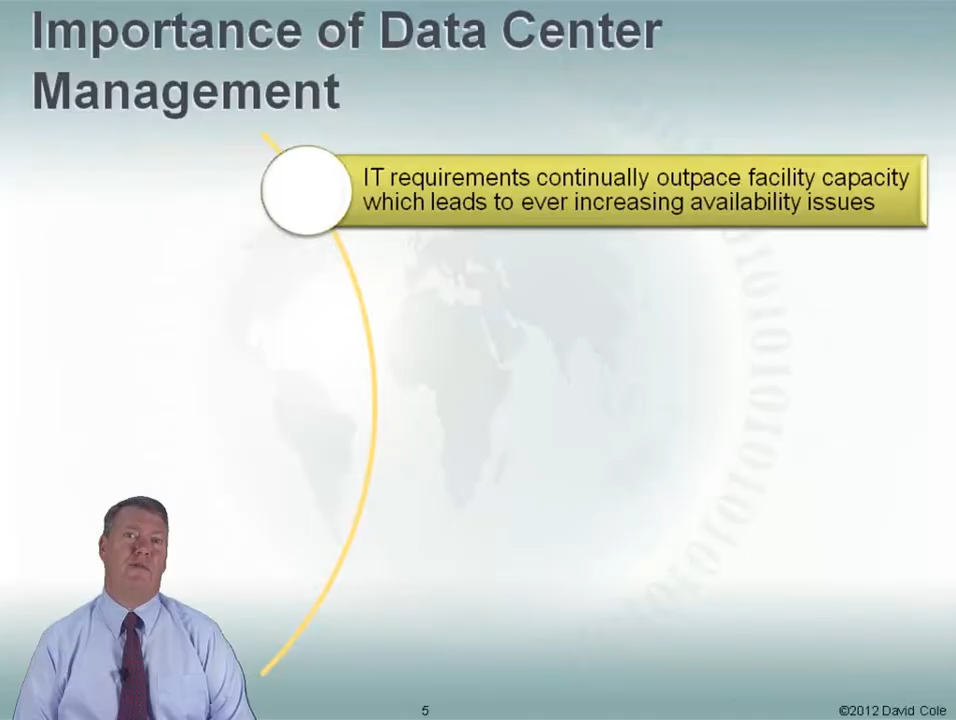 Importance of Data Center
Management
IT requirements continually outpace facility capacity
which leads to ever increasing availability issues
5
©2012 David Cole